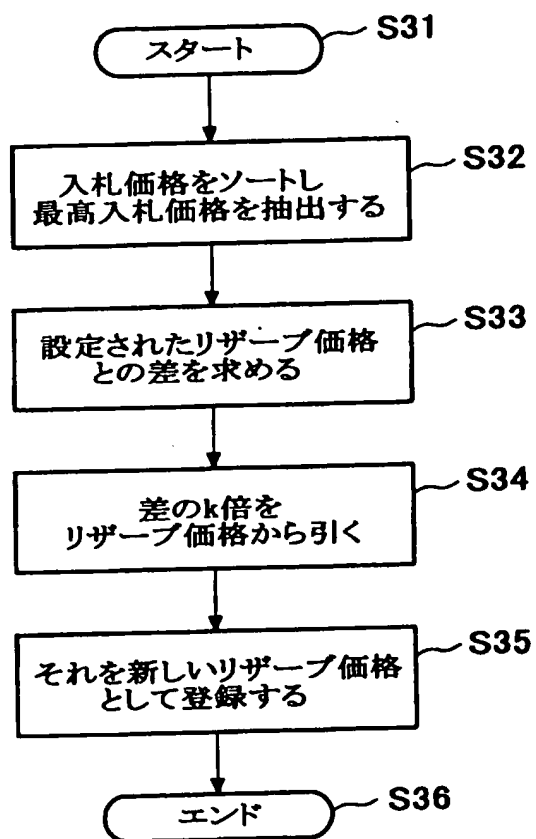 S31
スタート
S32
入札価格をソートし
最高入札価格を抽出する
S33
設定されたリザーブ価格
との差を求める
S34
差のk倍を
リザーブ価格から引く
S35
それを新しいリザーブ価格
として登録する
エンド
S36